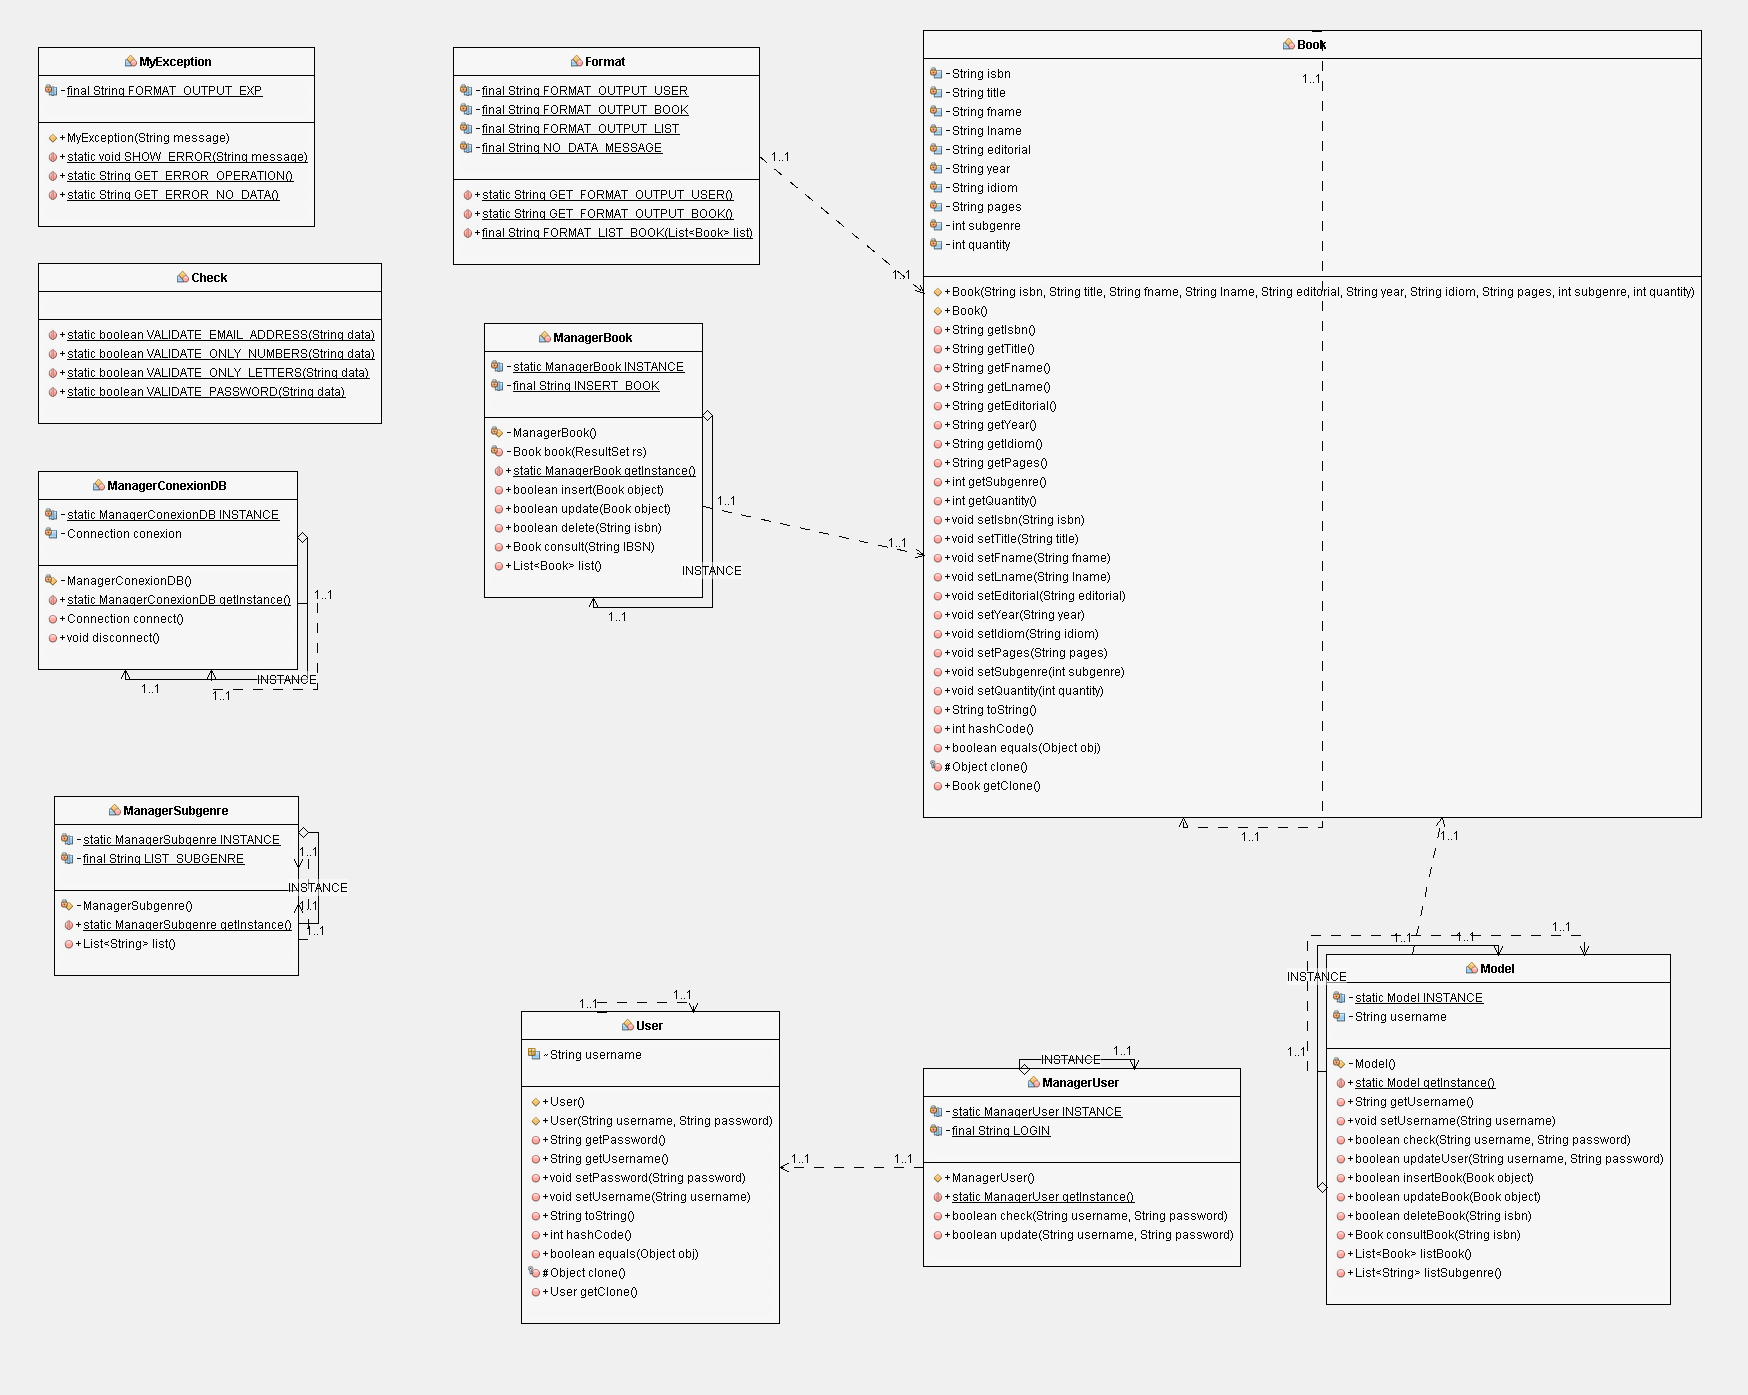 MyException
-final String FORMAT_OUTPUT_EXP
+MyException(String message)
+static void SHOW_ERROR(String message)
+static String GET_ERROR_OPERATION()
+static String GET_ERROR_NO_DATA()
Format
-final String FORMAT_OUTPUT_USER
-final String FORMAT_OUTPUT_BOOK
-final String FORMAT_OUTPUT_LIST
-final String NO_DATA_MESSAGE
+static String GET_FORMAT_OUTPUT_USER()
+static String GET_FORMAT_OUTPUT_BOOK()
+final String FORMAT_LIST_BOOK(List<Book> list)
1..1
1..1
Book
1..1
-String isbn
-String title
-String fname
-String lname
-String editorial
-String year
-String idiom
-String pages
-int subgenre
-int quantity
+Book(String isbn, String title, String fname, String lname, String editorial, String year, String idiom, String pages, int subgenre, int quantity)
+Book()
+String getIsbn()
+String getTitle()
+String getFname()
+String getLname()
+String getEditorial()
+String getYear()
+String getIdiom()
+String getPages()
+int getSubgenre()
+int getQuantity()
+void setIsbn(String isbn)
+void setTitle(String title)
+void setFname(String fname)
+void setLname(String lname)
+void setEditorial(String editorial)
+void setYear(String year)
+void setIdiom(String idiom)
+void setPages(String pages)
+void setSubgenre(int subgenre)
+void setQuantity(int quantity)
+String toString()
+int hashCode()
+boolean equals(Object obj)
#Object clone()
+Book getClone()
1..1
1..1
Check
+static boolean VALIDATE_EMAIL_ADDRESS(String data)
+static boolean VALIDATE_ONLY_NUMBERS(String data)
+static boolean VALIDATE_ONLY_LETTERS(String data)
+static boolean VALIDATE_PASSWORD(String data)
ManagerBook
-static ManagerBook INSTANCE
-final String INSERT_BOOK
-ManagerBook()
-Book book(ResultSet rs)
+static ManagerBook getInstance()
+boolean insert(Book object)
+boolean update(Book object)
+boolean delete(String isbn)
+Book consult(String IBSN)
+List<Book> list()
1..1
1..1
INSTANCE
1..1
ManagerConexionDB
-static ManagerConexionDB INSTANCE
-Connection conexion
-ManagerConexionDB()
+static ManagerConexionDB getInstance()
+Connection connect()
+void disconnect()
1..1
INSTANCE
1..1
1..1
ManagerSubgenre
-static ManagerSubgenre INSTANCE
-final String LIST_SUBGENRE
-ManagerSubgenre()
+static ManagerSubgenre getInstance()
+List<String> list()
1..1
INSTANCE
1..1
1..1
1..1
1..1
User
~String username
+User()
+User(String username, String password)
+String getPassword()
+String getUsername()
+void setPassword(String password)
+void setUsername(String username)
+String toString()
+int hashCode()
+boolean equals(Object obj)
#Object clone()
+User getClone()
1..1
1..1
INSTANCE
1..1
ManagerUser
-static ManagerUser INSTANCE
-final String LOGIN
+ManagerUser()
+static ManagerUser getInstance()
+boolean check(String username, String password)
+boolean update(String username, String password)
1..1
1..1
1..1
INSTANCE
1..1
Model
-static Model INSTANCE
-String username
-Model()
+static Model getInstance()
+String getUsername()
+void setUsername(String username)
+boolean check(String username, String password)
+boolean updateUser(String username, String password)
+boolean insertBook(Book object)
+boolean updateBook(Book object)
+boolean deleteBook(String isbn)
+Book consultBook(String isbn)
+List<Book> listBook()
+List<String> listSubgenre()